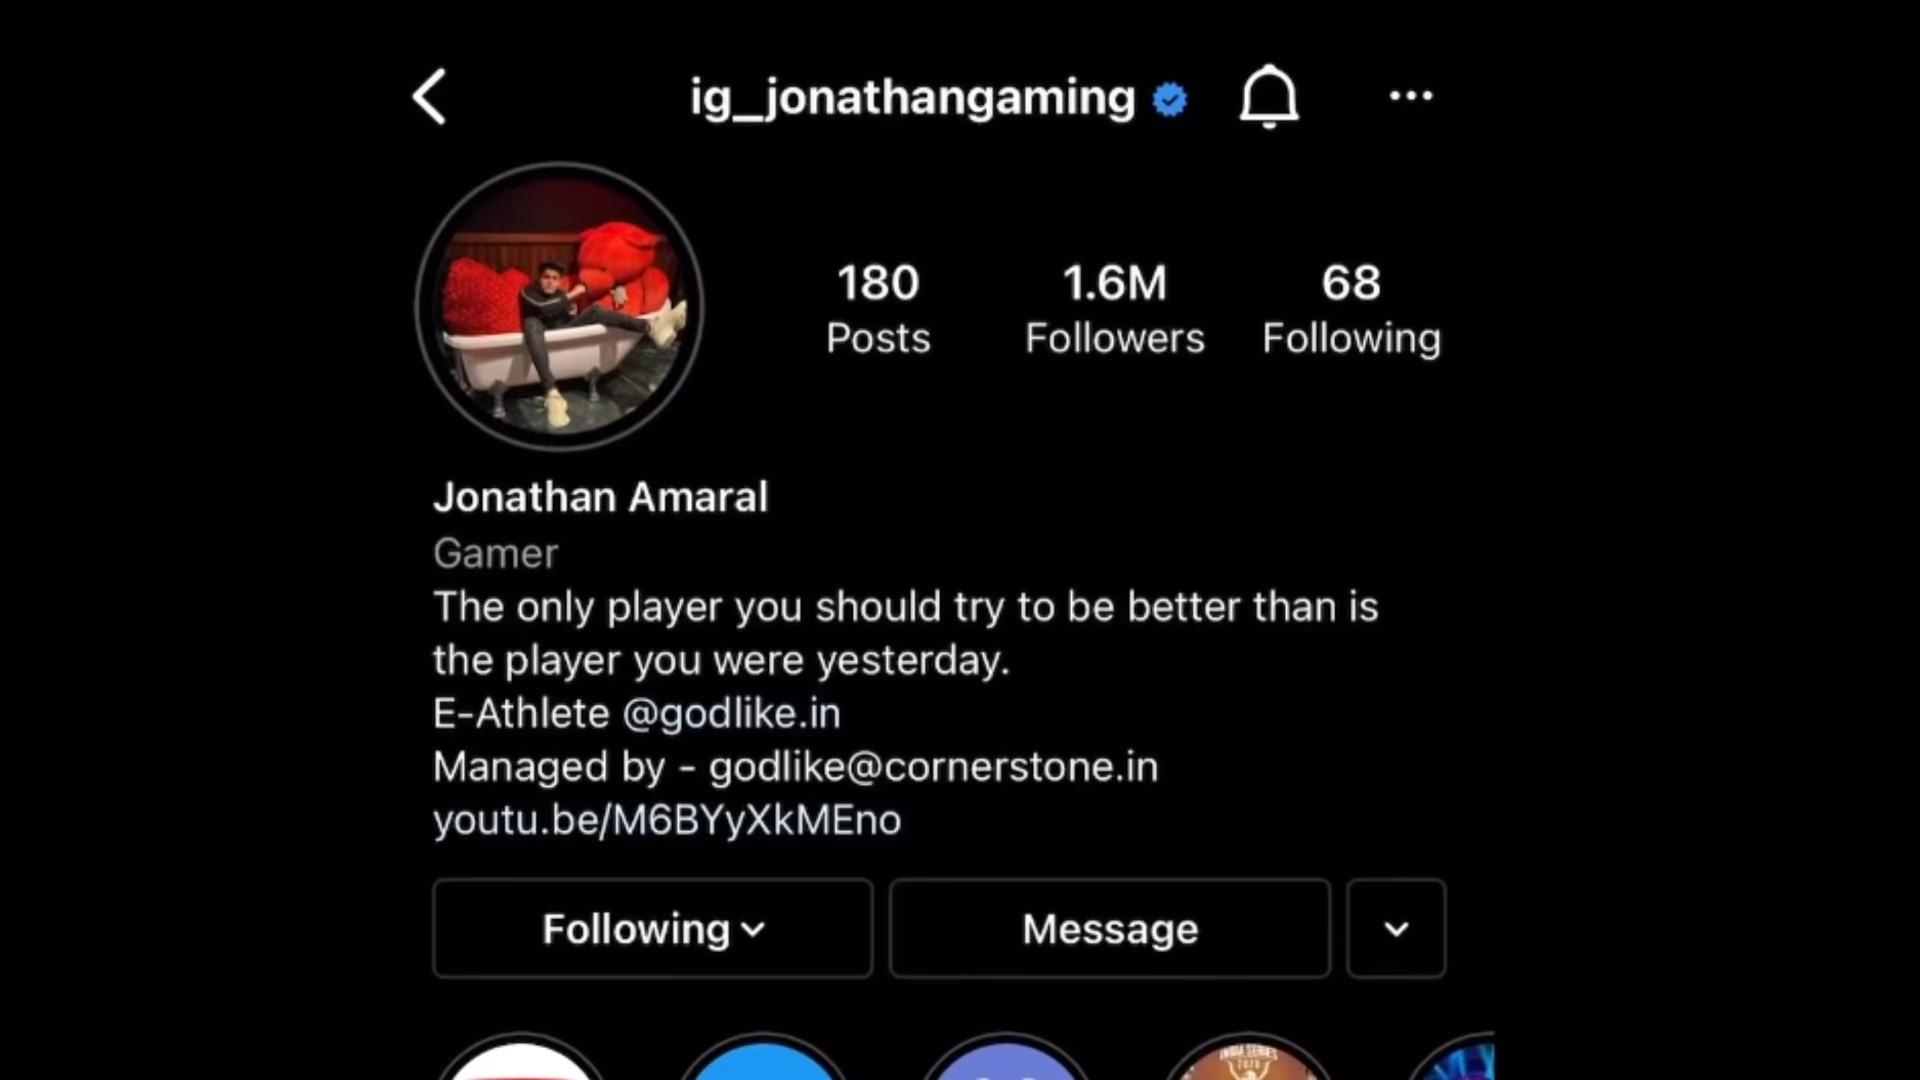 ig_jonathangaming
180
Posts
1.6M
Followers
68
Following
Jonathan Amaral
Gamer
The only player you should try to be better than is
the player you were yesterday.
E-Athlete @godlike.in
Managed by - godlike@cornerstone.in
youtu.be/M6BYyXkMEno
Following
Message
INDIA SERIES